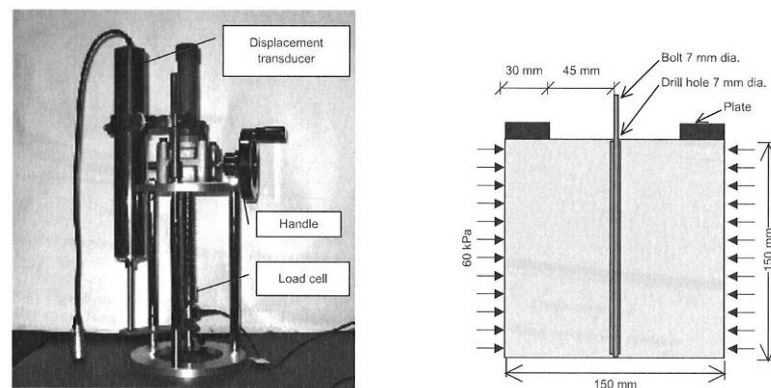 Displacement
transducer
Handle
Load cell
30 mm
45 mm
Bolt 7 mm dia.
Drill hole 7 mm dia.
Plate
60 kPa
150 mm
150 mm